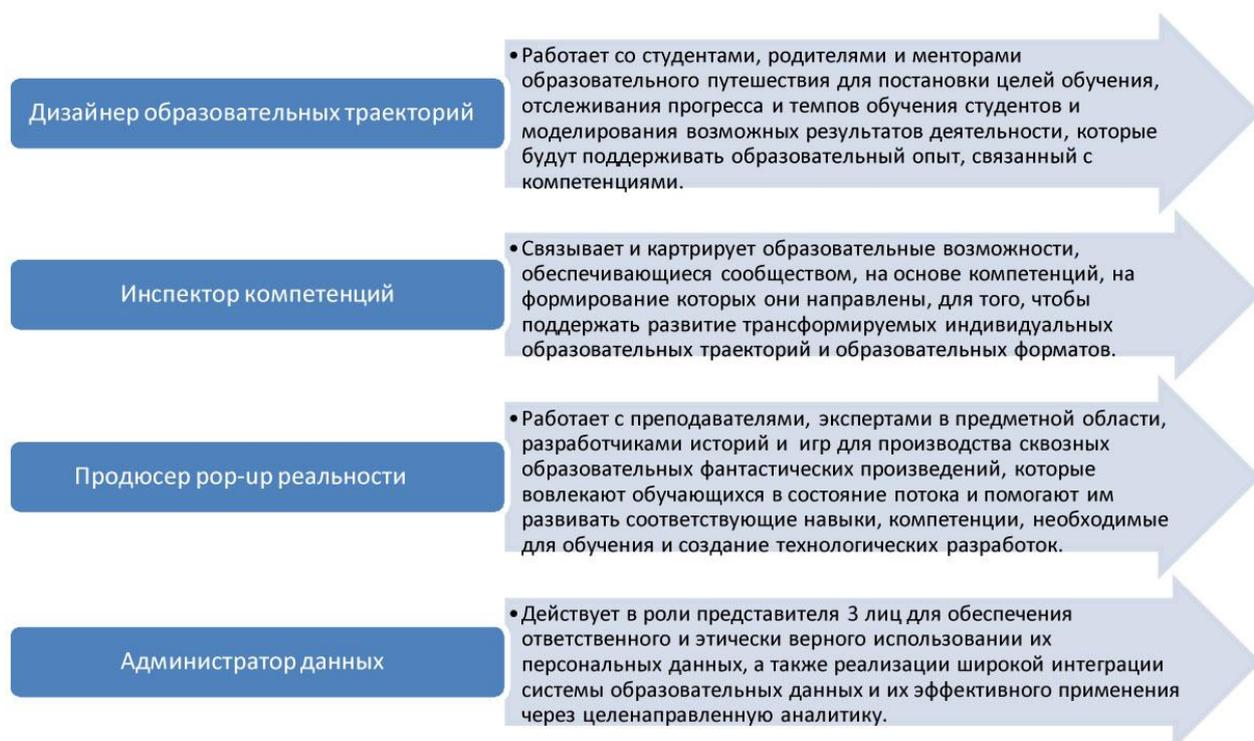 Дизайнер образовательных траекторий
•Работает со студентами, родителями и менторами
образовательного путешествия для постановки целей обучения,
отслеживания прогресса и темпов обучения студентов и
моделирования возможных результатов деятельности, которые
будут поддерживать образовательный опыт, связанный с
компетенциями.
Инспектор компетенций
•Связывает и картрирует образовательные возможности,
обеспечивающиеся сообществом, на основе компетенций, на
формирование которых они направлены, для того, чтобы
поддержать развитие трансформируемых индивидуальных
образовательных траекторий и образовательных форматов.
Продюсер pop-up реальности
•Работает с преподавателями, экспертами в предметной области,
разработчиками историй и игр для производства сквозных
образовательных фантастических произведений, которые
вовлекают обучающихся в состояние потока и помогают им
развивать соответствующие навыки, компетенции, необходимые
для обучения и создание технологических разработок.
Администратор данных
•Действует в роли представителя 3 лиц для обеспечения
ответственного и этически верного использовании их
персональных данных, а также реализации широкой интеграции
системы образовательных данных и их эффективного применения
через целенаправленную аналитику.